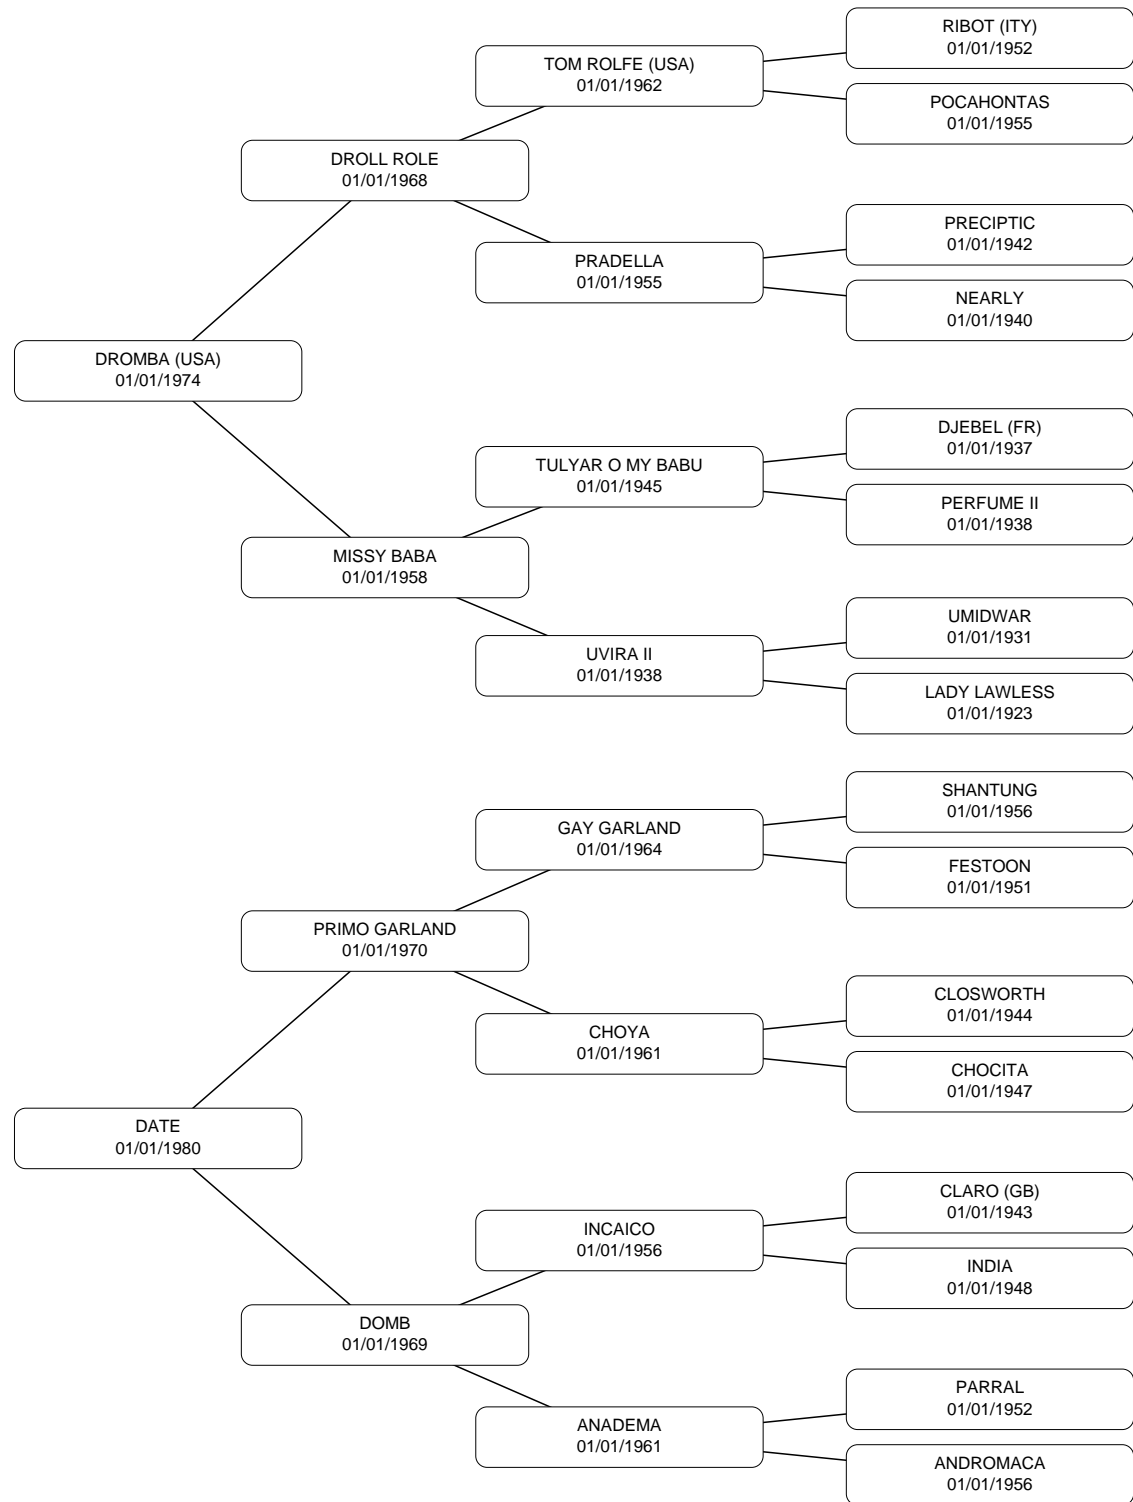 RIBOT (ITY)
01/01/1952
TOM ROLFE (USA)
01/01/1962
POCAHONTAS
01/01/1955
DROLL ROLE
01/01/1968
PRECIPTIC
01/01/1942
PRADELLA
01/01/1955
NEARLY
01/01/1940
DROMBA (USA)
01/01/1974
DJEBEL (FR)
01/01/1937
TULYAR O MY BABU
01/01/1945
PERFUME II
01/01/1938
MISSY BABA
01/01/1958
UMIDWAR
01/01/1931
UVIRA II
01/01/1938
LADY LAWLESS
01/01/1923
SHANTUNG
01/01/1956
GAY GARLAND
01/01/1964
FESTOON
01/01/1951
PRIMO GARLAND
01/01/1970
CLOSWORTH
01/01/1944
CHOYA
01/01/1961
CHOCITA
01/01/1947
DATE
01/01/1980
CLARO (GB)
01/01/1943
INCAICO
01/01/1956
INDIA
01/01/1948
DOMB
01/01/1969
PARRAL
01/01/1952
ANADEMA
01/01/1961
ANDROMACA
01/01/1956